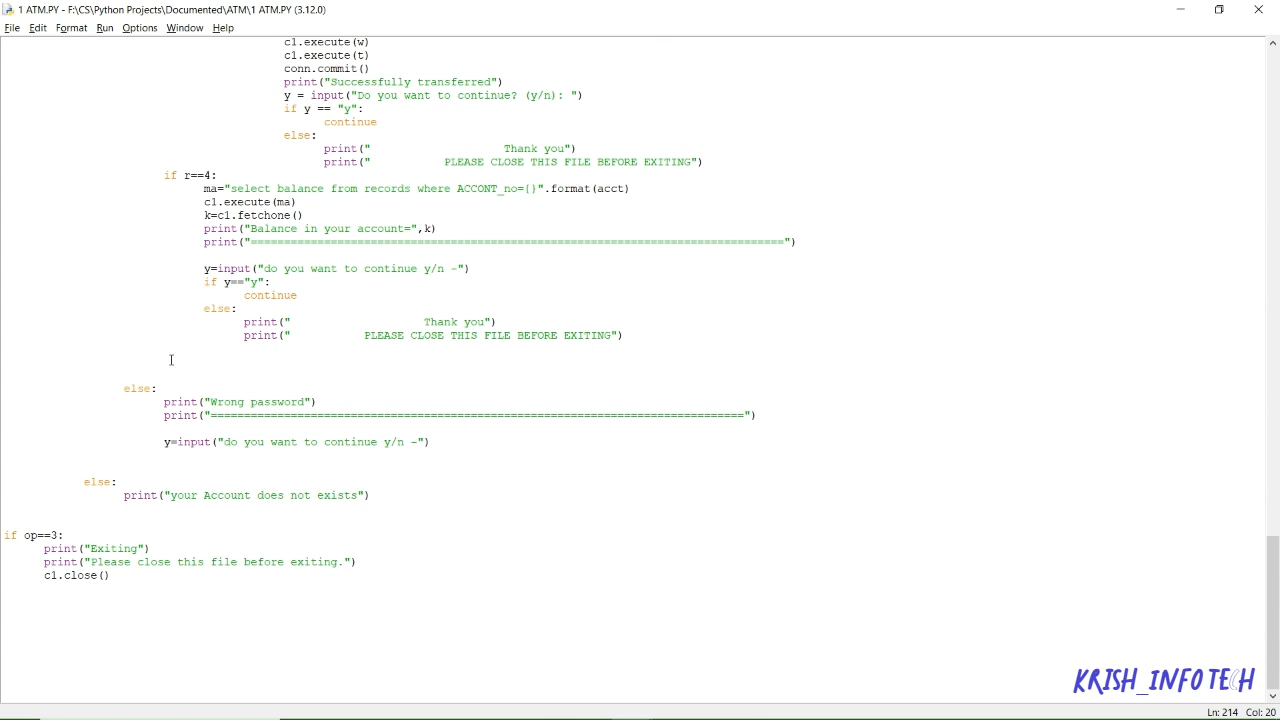 1 ATM.PY - F:\CS\Python Projects\Documented\ATM\1 ATM.PY (3.12.0)
File Edit Format Run Options Window Help
c1.execute(w)
c1.execute(t)
conn.commit()
print("Successfully transferred")
y = input("Do you want to continue? (y/n): ")
if y == "y":
continue
else:
print("                    Thank you")
print("           PLEASE CLOSE THIS FILE BEFORE EXITING")
if r==4:
ma="select balance from records where ACCONT_no={}".format(acct)
c1.execute(ma)
k=c1.fetchone()
print("Balance in your account=",k)
print("================================================================================")
y=input("do you want to continue y/n -")
if y=="y":
continue
else:
print("                    Thank you")
print("           PLEASE CLOSE THIS FILE BEFORE EXITING")
else:
print("Wrong password")
print("================================================================================")
y=input("do you want to continue y/n -")
else:
print("your Account does not exists")
if op==3:
print("Exiting")
print("Please close this file before exiting.")
c1.close()
KRISH_INFOTECH
Ln: 214 Col: 20